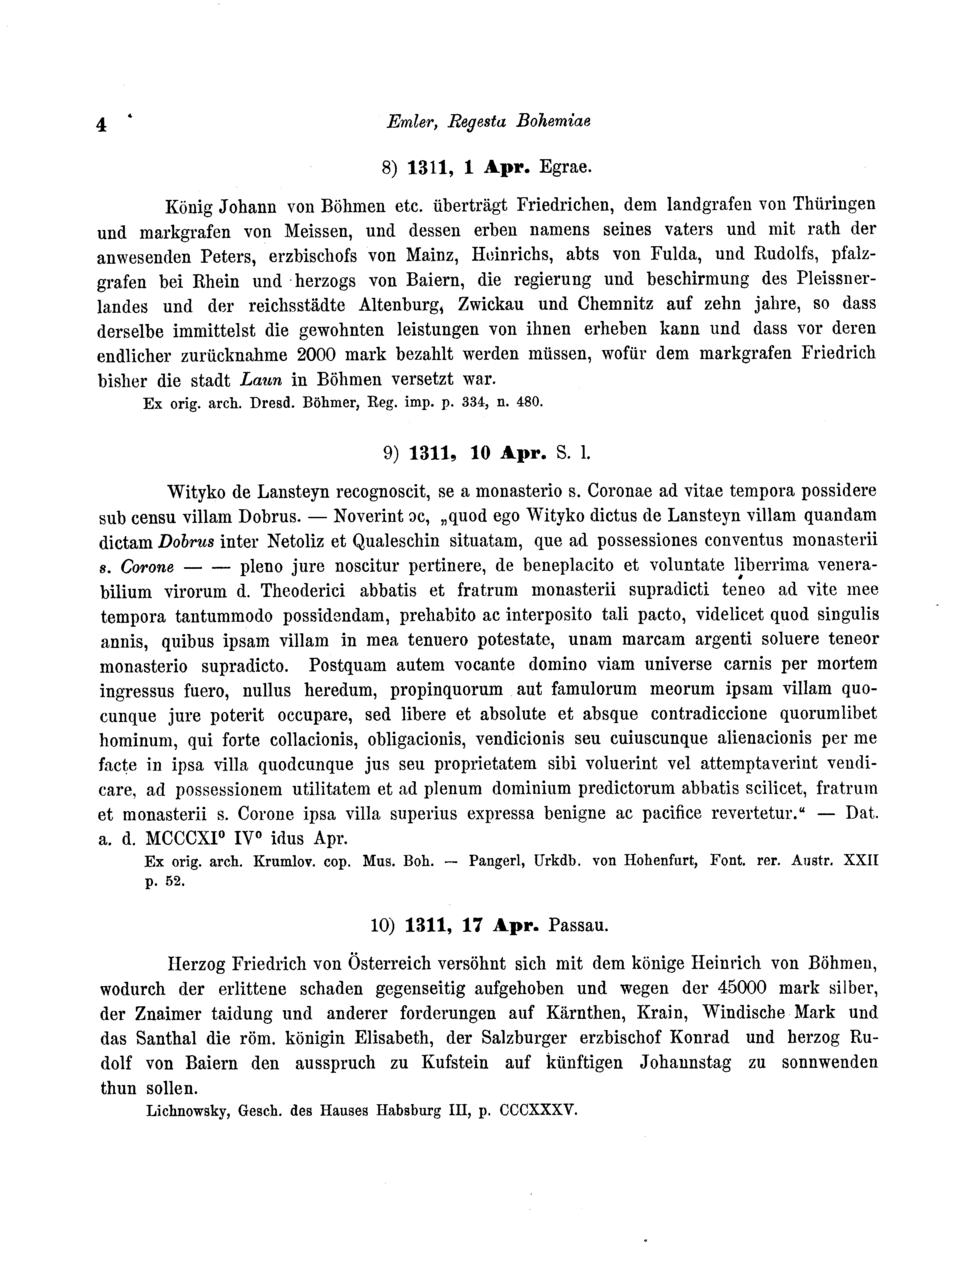 4 Emler, Regesta Bohemiae
8) 1311, 1 Apr. Egrae.
König Johann von Böhmen etc. überträgt Friedrichen, dem landgrafen von Thüringen
und markgrafen von Meissen, und dessen erben namens seines vaters und mit rath der
anwesenden Peters, erzbischofs von Mainz, Heinrichs, abts von Fulda, und Rudolfs, pfalz-
grafen bei Rhein und herzogs von Baiern, die regierung und beschirmung des Pleissner-
landes und der reichsstädte Altenburg, Zwickau und Chemnitz auf zehn jahre, so dass
derselbe immittelst die gewohnten leistungen von ihnen erheben kann und dass vor deren
endlicher zurücknahme 2000 mark bezahlt werden müssen, wofür dem markgrafen Friedrich
bisher die stadt Laun in Böhmen versetzt war.
Ex orig. arch. Dresd. Böhmer, Reg. imp. p. 334, n. 480.
9) 1311, 10 Apr. S. l.
Wityko de Lansteyn recognoscit, se a monasterio s. Coronae ad vitae tempora possidere
sub censu villam Dobrus. — Noverint ɔc, „quod ego Wityko dictus de Lansteyn villam quandam
dictam Dobrus inter Netoliz et Qualeschin situatam, que ad possessiones conventus monasterii
s. Corone — — pleno jure noscitur pertinere, de beneplacito et voluntate liberrima venera-
bilium virorum d. Theoderici abbatis et fratrum monasterii supradicti teneo ad vite mee
tempora tantummodo possidendam, prehabito ac interposito tali pacto, videlicet quod singulis
annis, quibus ipsam villam in mea tenuero potestate, unam marcam argenti soluere teneor
monasterio supradicto. Postquam autem vocante domino viam universe carnis per mortem
ingressus fuero, nullus heredum, propinquorum aut famulorum meorum ipsam villam quo-
cunque jure poterit occupare, sed libere et absolute et absque contradiccione quorumlibet
hominum, qui forte collacionis, obligacionis, vendicionis seu cuiuscunque alienacionis per me
facte in ipsa villa quodcunque jus seu proprietatem sibi voluerint vel attemptaverint vendi-
care, ad possessionem utilitatem et ad plenum dominium predictorum abbatis scilicet, fratrum
et monasterii s. Corone ipsa villa superius expressa benigne ac pacifice revertetur.“ — Dat.
a. d. MCCCXI⁰ IV⁰ idus Apr.
Ex orig. arch. Krumlov. cop. Mus. Boh. — Pangerl, Urkdb. von Hohenfurt, Font. rer. Austr. XXII
p. 52.
10) 1311, 17 Apr. Passau.
Herzog Friedrich von Österreich versöhnt sich mit dem könige Heinrich von Böhmen,
wodurch der erlittene schaden gegenseitig aufgehoben und wegen der 45000 mark silber,
der Znaimer taidung und anderer forderungen auf Kärnthen, Krain, Windische Mark und
das Santhal die röm. königin Elisabeth, der Salzburger erzbischof Konrad und herzog Ru-
dolf von Baiern den ausspruch zu Kufstein auf künftigen Johannstag zu sonnwenden
thun sollen.
Lichnowsky, Gesch. des Hauses Habsburg III, p. CCCXXXV.